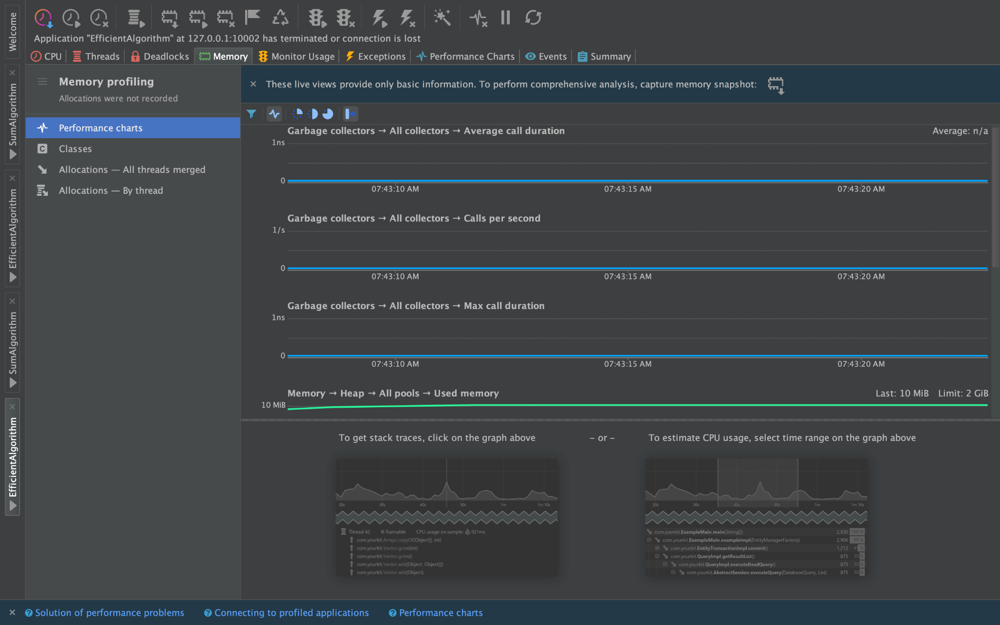 Welcome
SumAlgorithm
EfficientAlgorithm
SumAlgorithm
EfficientAlgorithm
Application "EfficientAlgorithm" at 127.0.0.1:10002 has terminated or connection is lost
CPU Threads Deadlocks Memory Monitor Usage Exceptions Performance Charts Events Summary
Memory profiling
Allocations were not recorded
Performance charts
C Classes
Allocations — All threads merged
Allocations — By thread
These live views provide only basic information. To perform comprehensive analysis, capture memory snapshot:
Garbage collectors → All collectors → Average call duration Average: n/a
1ns
0
07:43:10 AM 07:43:15 AM 07:43:20 AM
Garbage collectors → All collectors → Calls per second
1/s
0
07:43:10 AM 07:43:15 AM 07:43:20 AM
Garbage collectors → All collectors → Max call duration
1ns
0
07:43:10 AM 07:43:15 AM 07:43:20 AM
Memory → Heap → All pools → Used memory Last: 10 MiB Limit: 2 GiB
10 MiB
To get stack traces, click on the graph above – or – To estimate CPU usage, select time range on the graph above
20s 30s 40s 50s 1m 1m 10s
Thread 42 Runnable CPU usage on sample: 921ms
com.yourkit.Arrays.copyOf(Object[], int)
com.yourkit.Vector.grow(int)
com.yourkit.Vector.grow()
com.yourkit.Vector.add(Object, Object[])
com.yourkit.Vector.add(Object)
20s 30s 40s 50s 1m 1m 10s
com.yourkit.ExampleMain.main(String[]) 2,930 100 %
com.yourkit.ExampleMain.exampleImpl(EntityManagerFactory) 2,906 99 %
com.yourkit.EntityTransactionImpl.commit() 1,212 41 %
com.yourkit.QueryImpl.getResultList() 875 30 %
com.yourkit.QueryImpl.executeReadQuery() 875 30 %
com.yourkit.AbstractSession.executeQuery(DatabaseQuery, List) 875 30 %
? Solution of performance problems ? Connecting to profiled applications ? Performance charts